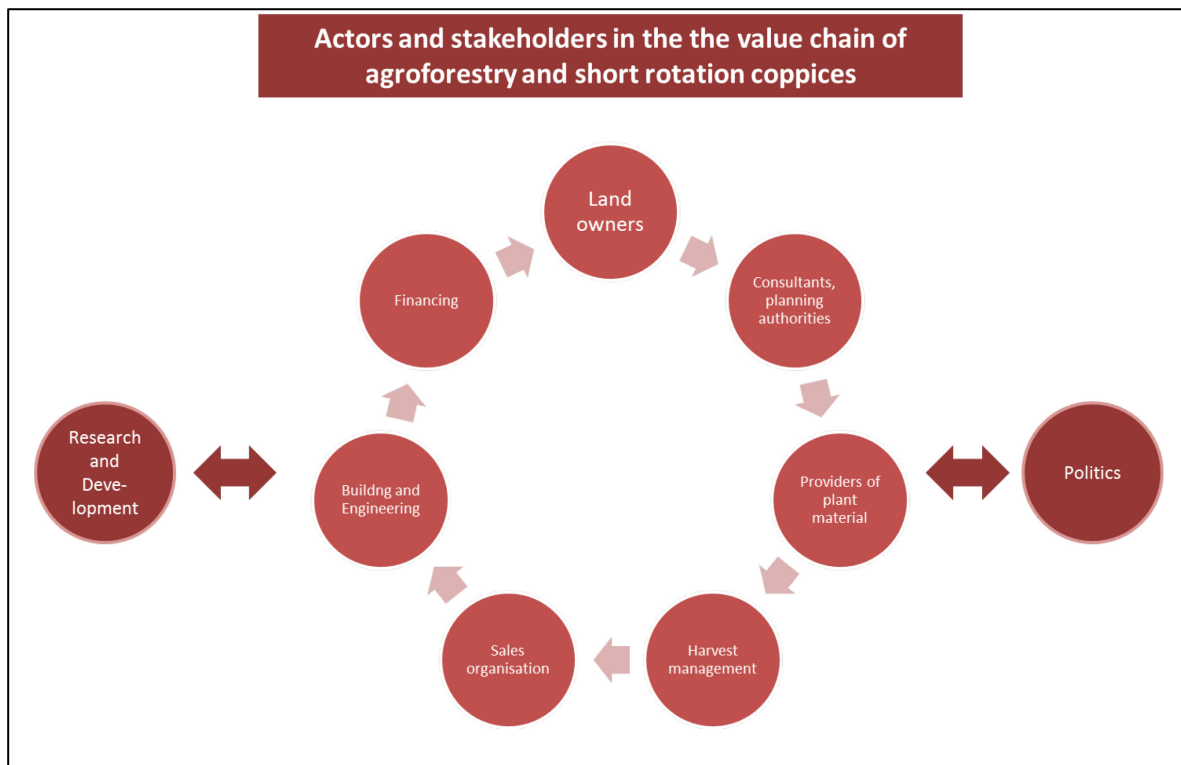 Actors and stakeholders in the the value chain of
agroforestry and short rotation coppices
Land
owners
Consultants,
planning
authorities
Providers of
plant
material
Harvest
management
Sales
organisation
Buildng and
Engineering
Financing
Research
and
Deve-
lopment
Politics